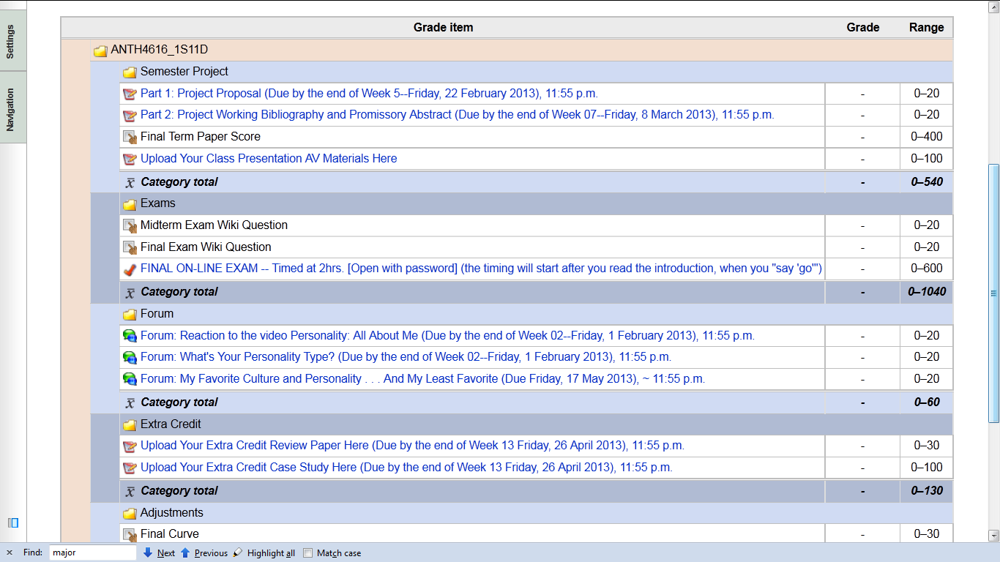 Settings
Navigation
Grade item Grade Range
ANTH4616_1S11D
Semester Project
Part 1: Project Proposal (Due by the end of Week 5--Friday, 22 February 2013), 11:55 p.m. - 0–20
Part 2: Project Working Bibliography and Promissory Abstract (Due by the end of Week 07--Friday, 8 March 2013), 11:55 p.m. - 0–20
Final Term Paper Score - 0–400
Upload Your Class Presentation AV Materials Here - 0–100
x̅ Category total - 0–540
Exams
Midterm Exam Wiki Question - 0–20
Final Exam Wiki Question - 0–20
FINAL ON-LINE EXAM -- Timed at 2hrs. [Open with password] (the timing will start after you read the introduction, when you "say 'go'") - 0–600
x̅ Category total - 0–1040
Forum
Forum: Reaction to the video Personality: All About Me (Due by the end of Week 02--Friday, 1 February 2013), 11:55 p.m. - 0–20
Forum: What's Your Personality Type? (Due by the end of Week 02--Friday, 1 February 2013), 11:55 p.m. - 0–20
Forum: My Favorite Culture and Personality . . . And My Least Favorite (Due Friday, 17 May 2013), ~ 11:55 p.m. - 0–20
x̅ Category total - 0–60
Extra Credit
Upload Your Extra Credit Review Paper Here (Due by the end of Week 13 Friday, 26 April 2013), 11:55 p.m. - 0–30
Upload Your Extra Credit Case Study Here (Due by the end of Week 13 Friday, 26 April 2013), 11:55 p.m. - 0–100
x̅ Category total - 0–130
Adjustments
Final Curve - 0–30
× Find: major Next Previous Highlight all Match case